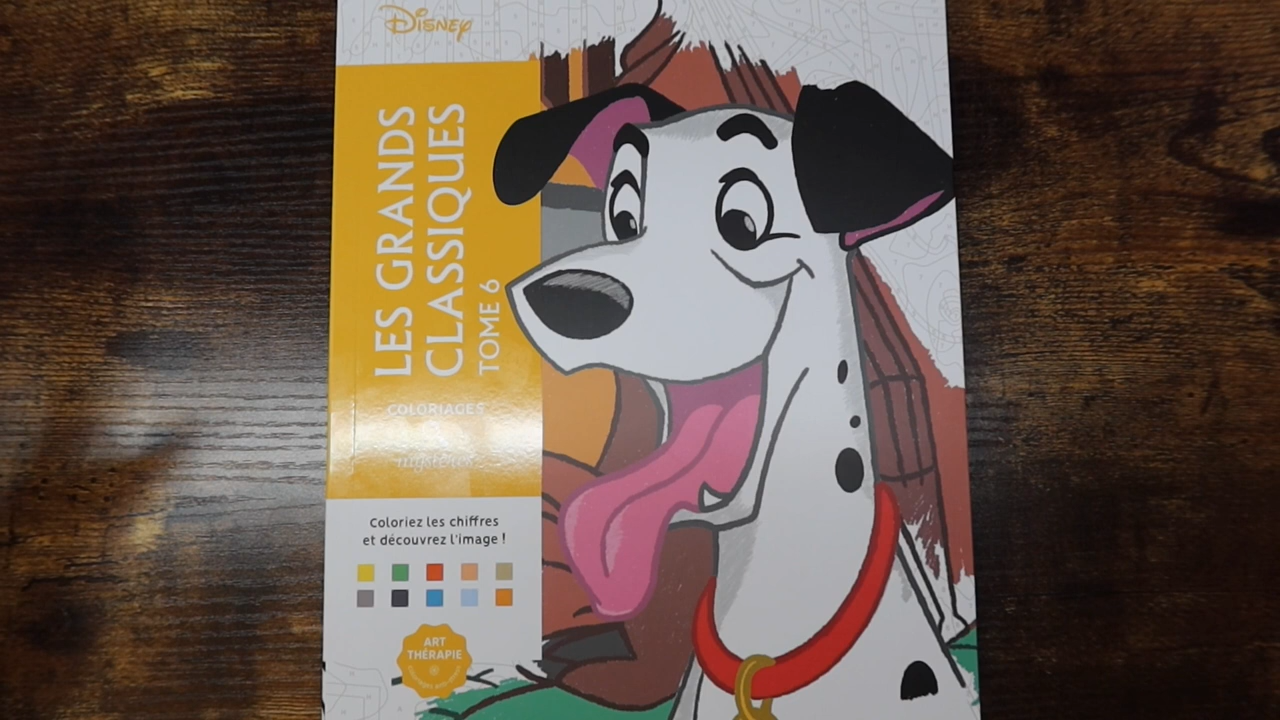 Disney
LES GRANDS
CLASSIQUES
TOME 6
COLORIAGES
mystères
Coloriez les chiffres
et découvrez l'image !
ART
THÉRAPIE